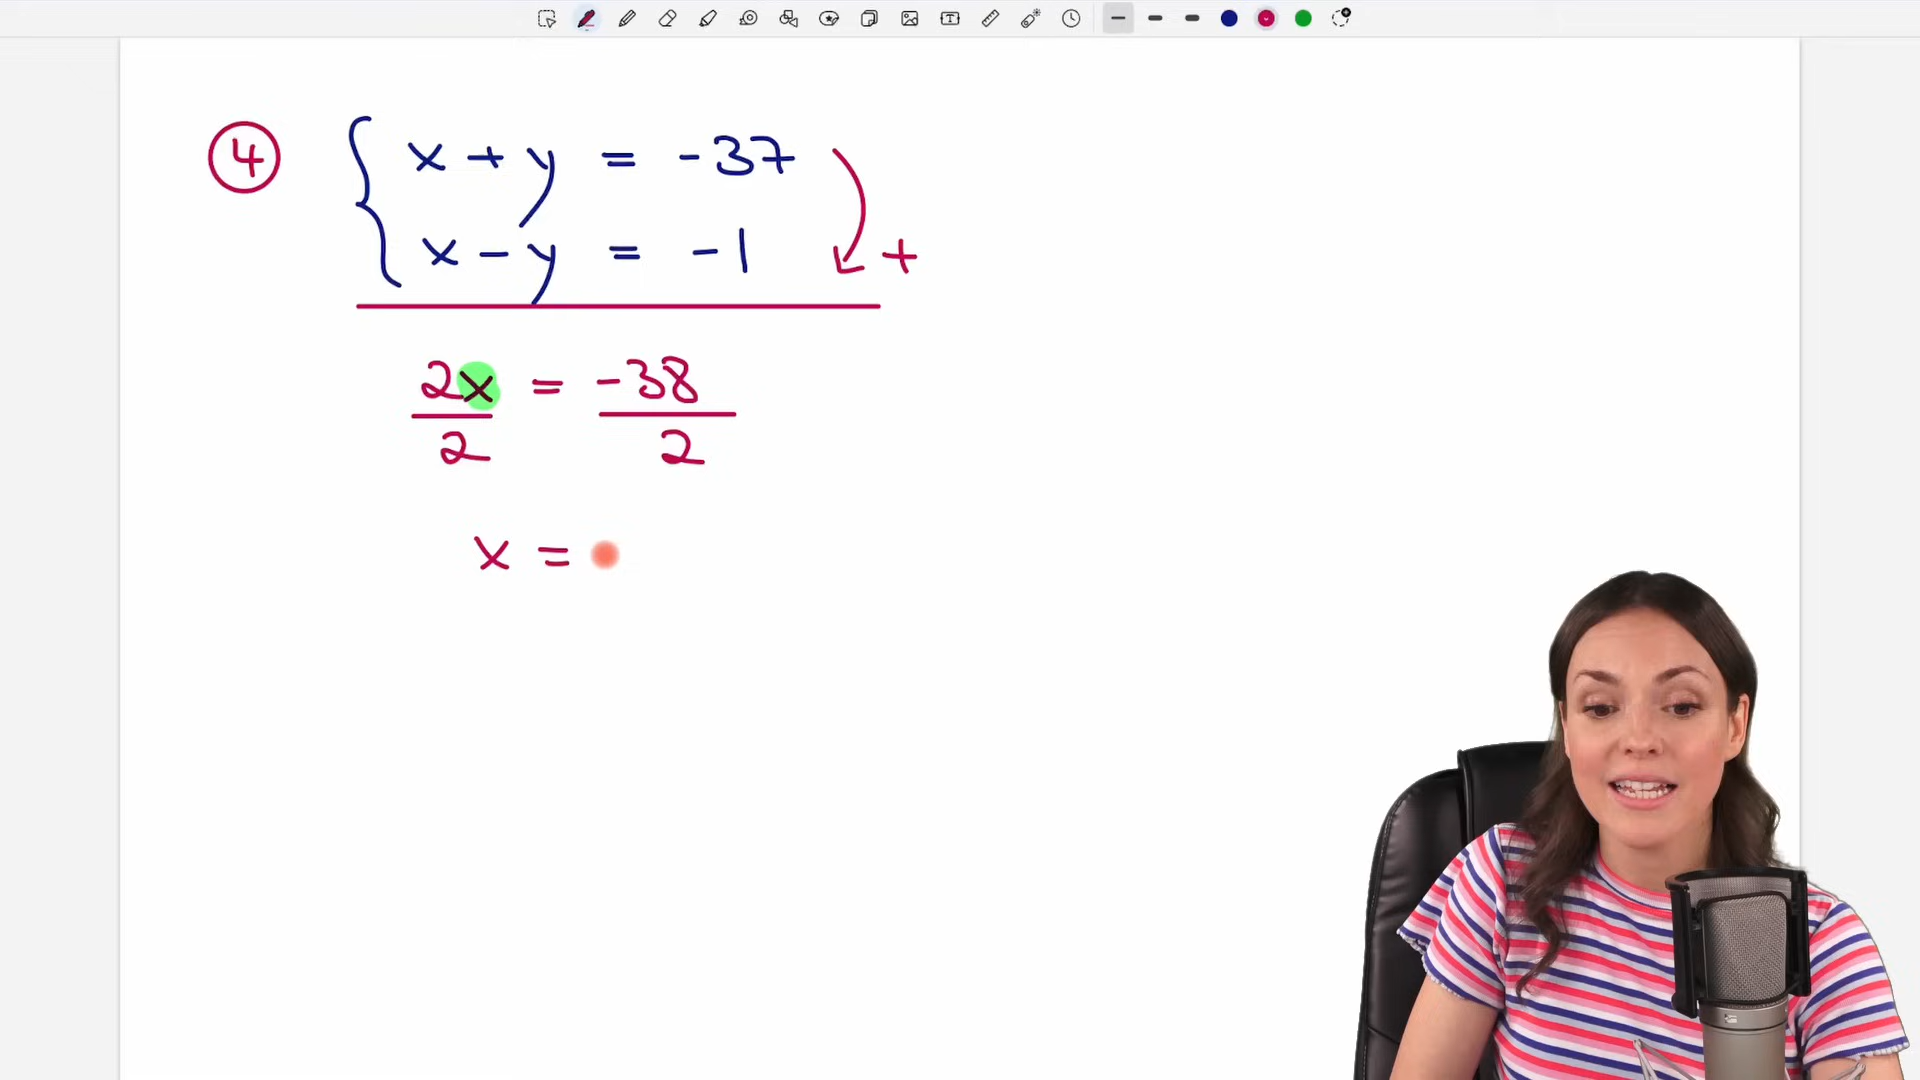 4 x + y = -37
x - y = -1 +
2x = -38
2 2
x =